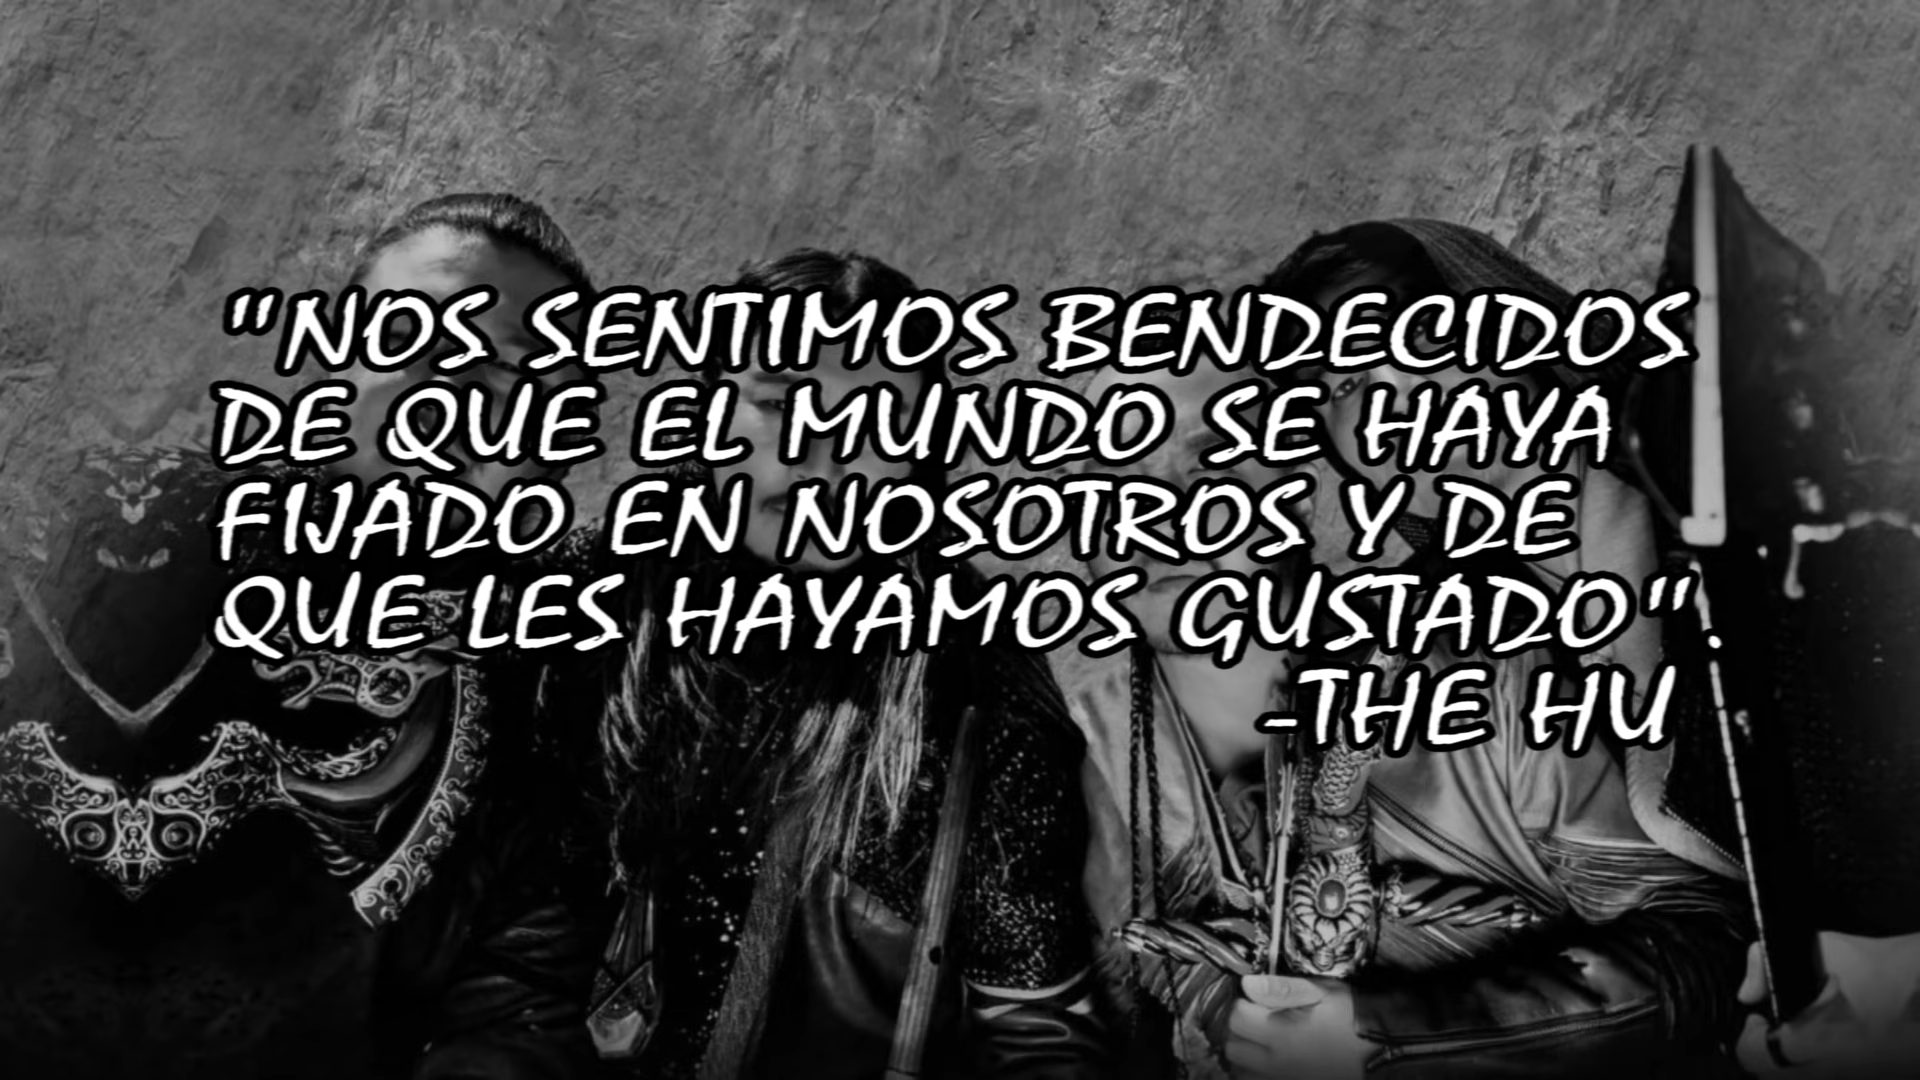 "NOS SENTIMOS BENDECIDOS
DE QUE EL MUNDO SE HAYA
FIJADO EN NOSOTROS Y DE
QUE LES HAYAMOS GUSTADO".
-THE HU